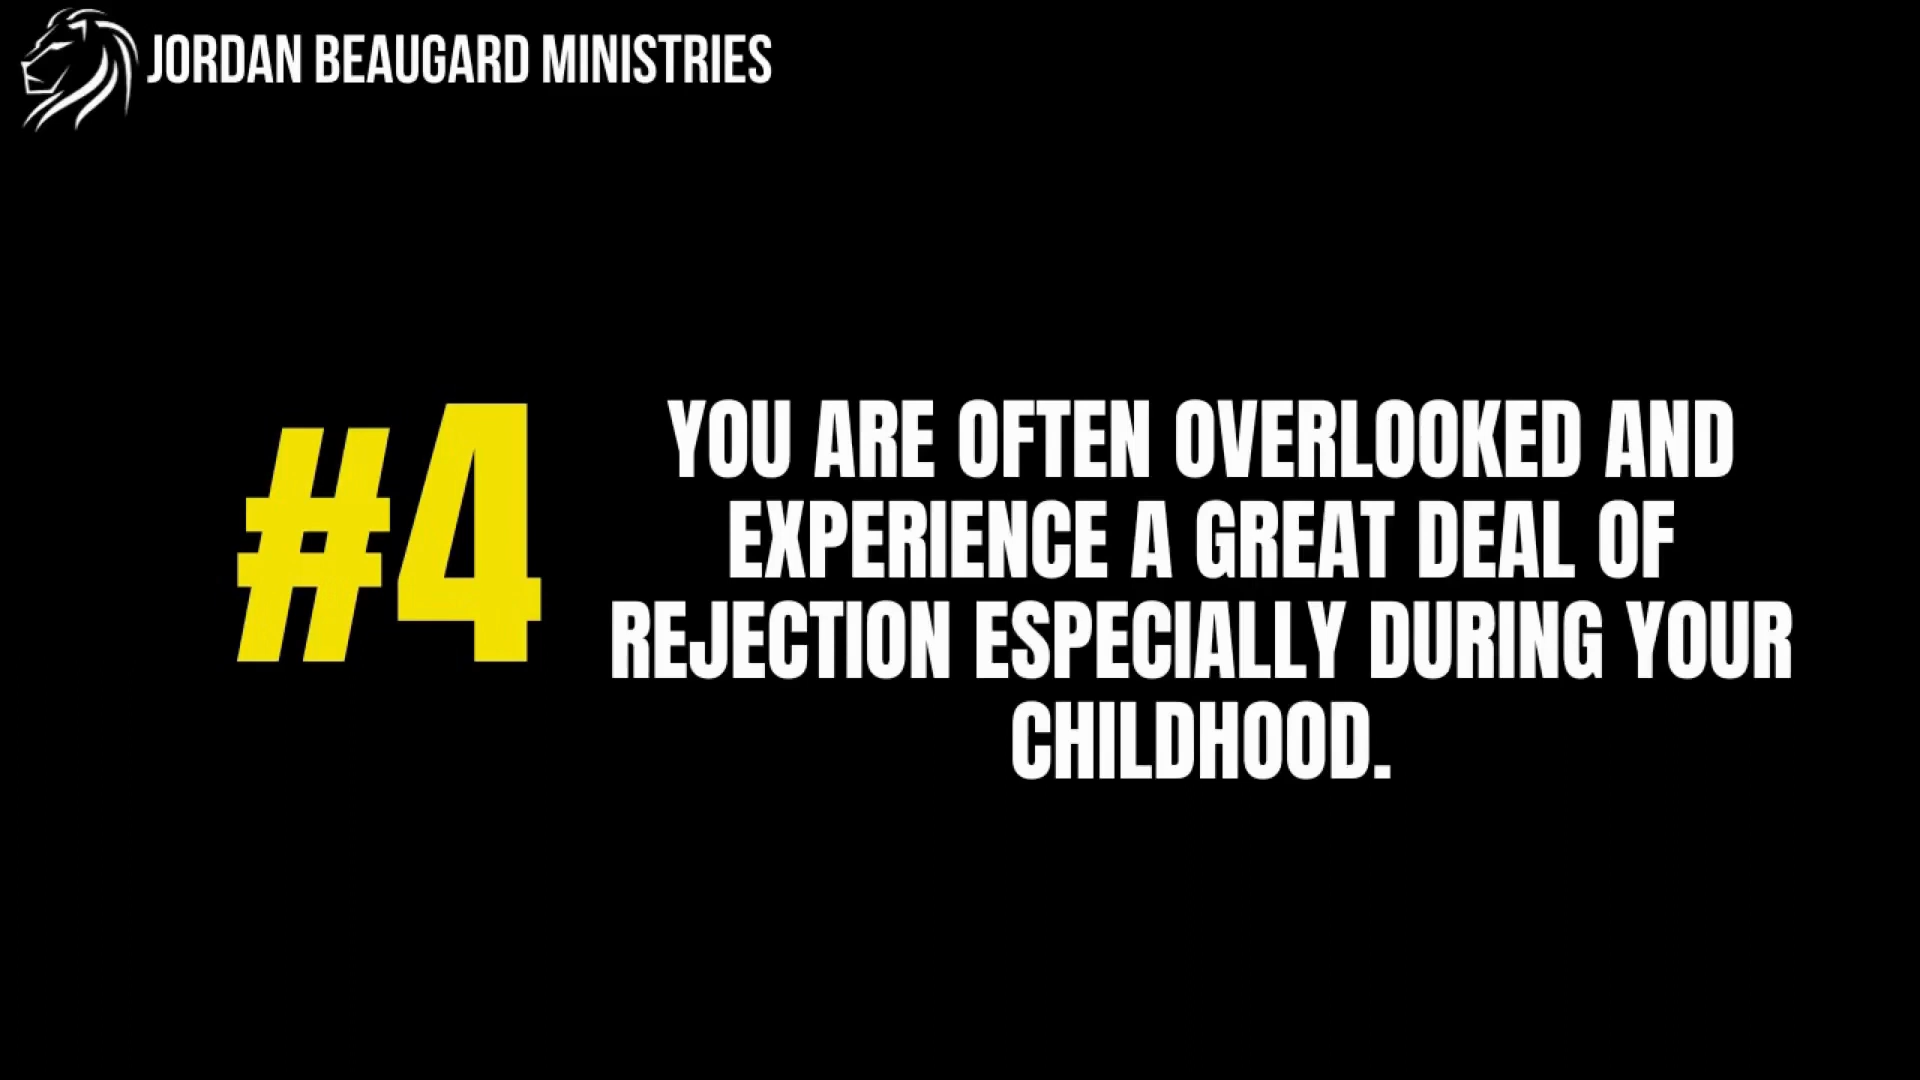 JORDAN BEAUGARD MINISTRIES
#4
YOU ARE OFTEN OVERLOOKED AND
EXPERIENCE A GREAT DEAL OF
REJECTION ESPECIALLY DURING YOUR
CHILDHOOD.